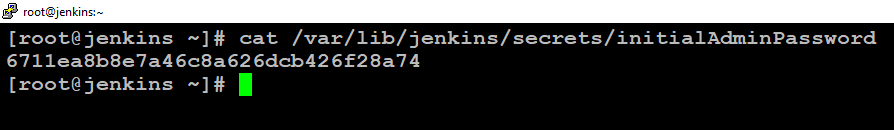 root@jenkins:~
[root@jenkins ~]# cat /var/lib/jenkins/secrets/initialAdminPassword
6711ea8b8e7a46c8a626dcb426f28a74
[root@jenkins ~]#